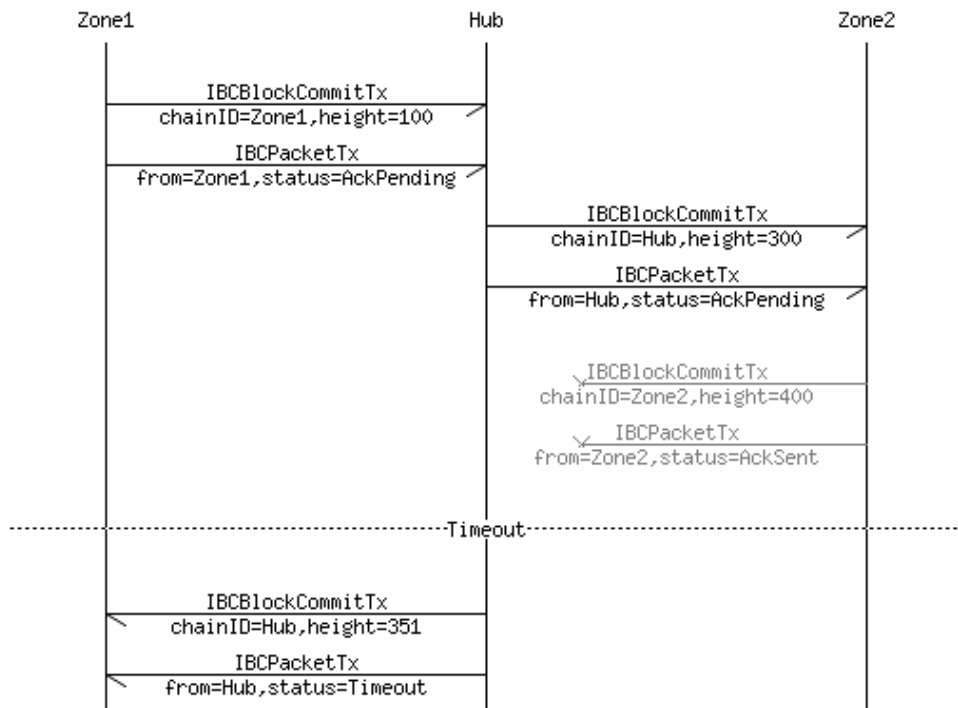 Zone1 Hub Zone2
IBCBlockCommitTx
chainID=Zone1,height=100
IBCPacketTx
from=Zone1,status=AckPending
IBCBlockCommitTx
chainID=Hub,height=300
IBCPacketTx
from=Hub,status=AckPending
IBCBlockCommitTx
chainID=Zone2,height=400
IBCPacketTx
from=Zone2,status=AckSent
Timeout
IBCBlockCommitTx
chainID=Hub,height=351
IBCPacketTx
from=Hub,status=Timeout